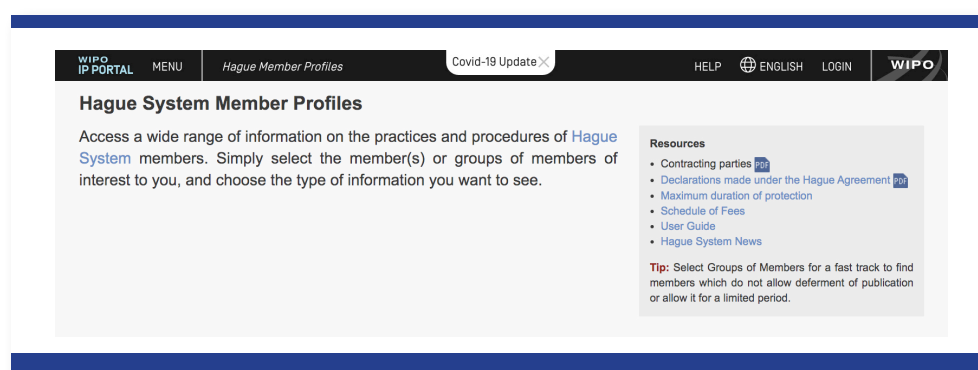 WIPO
IP PORTAL MENU Hague Member Profiles Covid-19 Update HELP ENGLISH LOGIN WIPO
Hague System Member Profiles
Access a wide range of information on the practices and procedures of Hague
System members. Simply select the member(s) or groups of members of
interest to you, and choose the type of information you want to see.
Resources
• Contracting parties PDF
• Declarations made under the Hague Agreement PDF
• Maximum duration of protection
• Schedule of Fees
• User Guide
• Hague System News
Tip: Select Groups of Members for a fast track to find
members which do not allow deferment of publication
or allow it for a limited period.